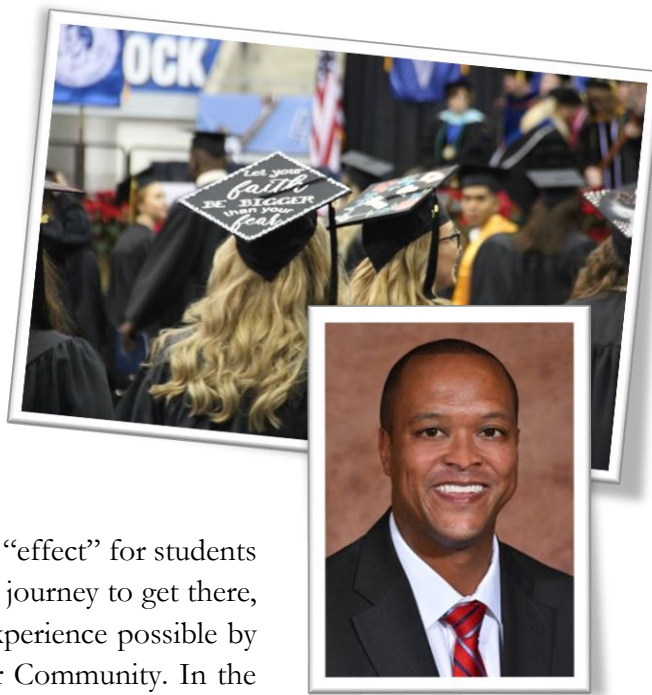 OCK
Let your
faith
BE BIGGER
than your
fear
“effect” for students
journey to get there,
xperience possible by
r Community. In the